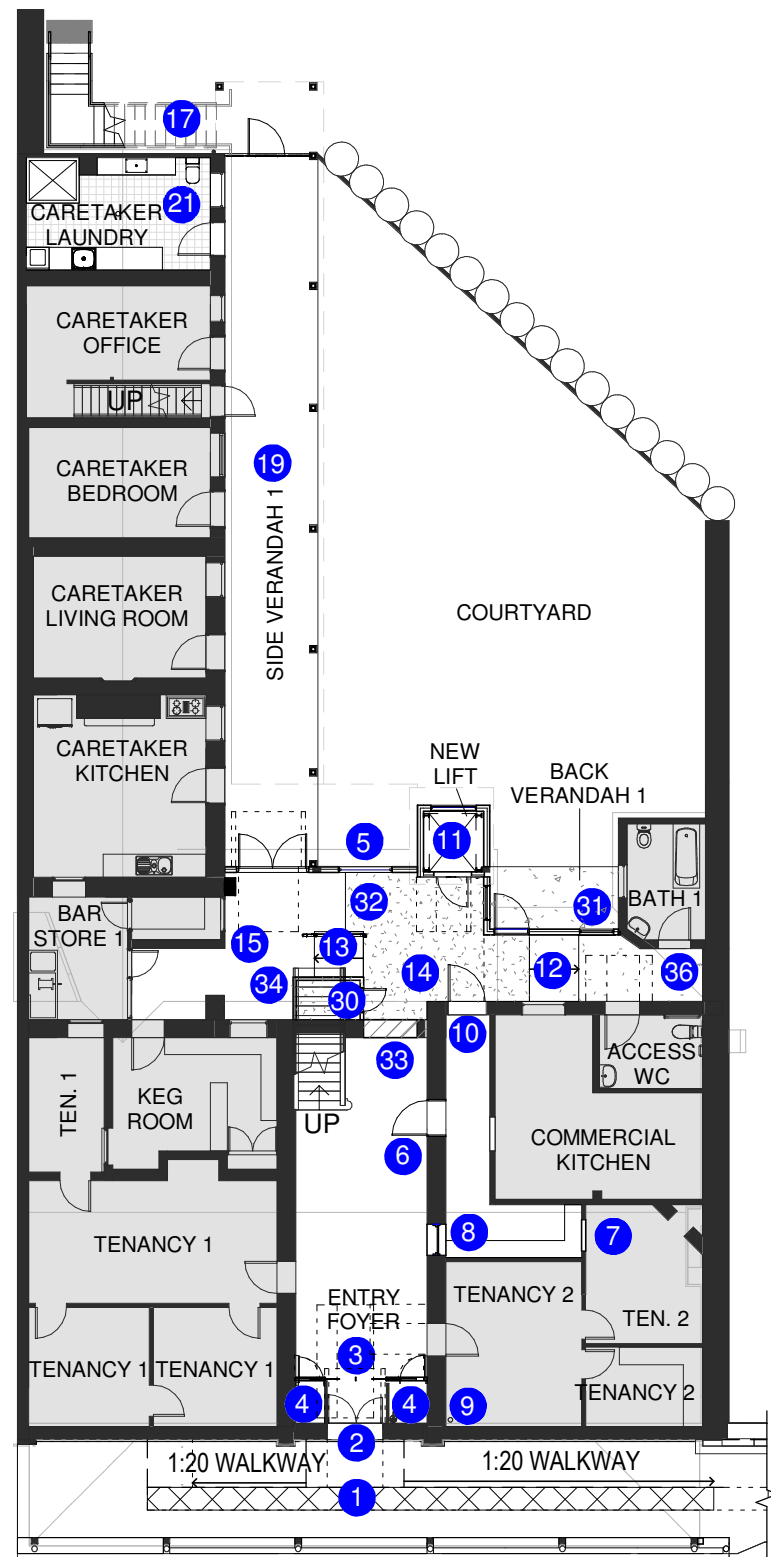 17
21
CARETAKER
LAUNDRY
CARETAKER
OFFICE
UP
CARETAKER
BEDROOM
19
SIDE VERANDAH 1
CARETAKER
LIVING ROOM
COURTYARD
CARETAKER
KITCHEN
NEW
LIFT
BACK
VERANDAH 1
5
11
BAR
STORE 1
32
31
BATH 1
15
13
14
12
36
34
30
10
33
ACCESS
WC
TEN. 1
KEG
ROOM
UP
6
COMMERCIAL
KITCHEN
8
7
TENANCY 1
ENTRY
FOYER
TENANCY 2
TEN. 2
3
TENANCY 1
TENANCY 1
4
4
9
TENANCY 2
2
1:20 WALKWAY
1:20 WALKWAY
1